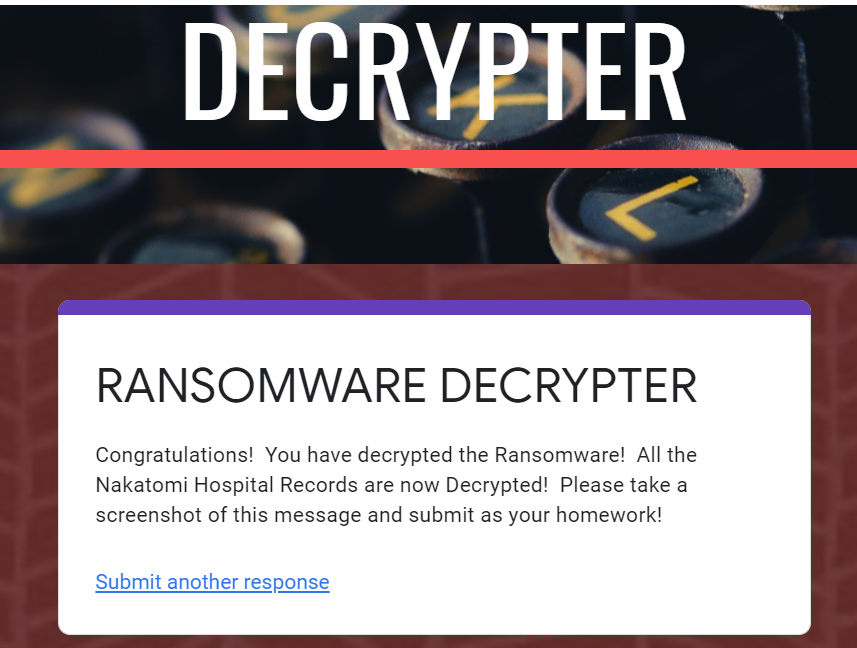 DECRYPTER
K
L
RANSOMWARE DECRYPTER
Congratulations!  You have decrypted the Ransomware!  All the
Nakatomi Hospital Records are now Decrypted!  Please take a
screenshot of this message and submit as your homework!
Submit another response